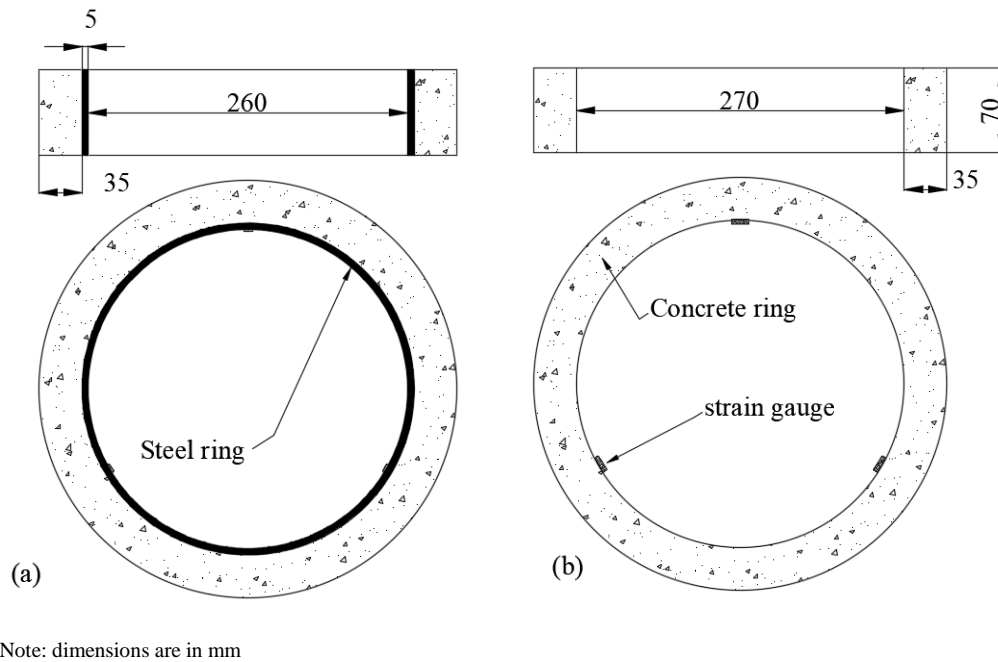 5
260
35
270
70
35
Steel ring
Concrete ring
strain gauge
(a)
(b)
Note: dimensions are in mm